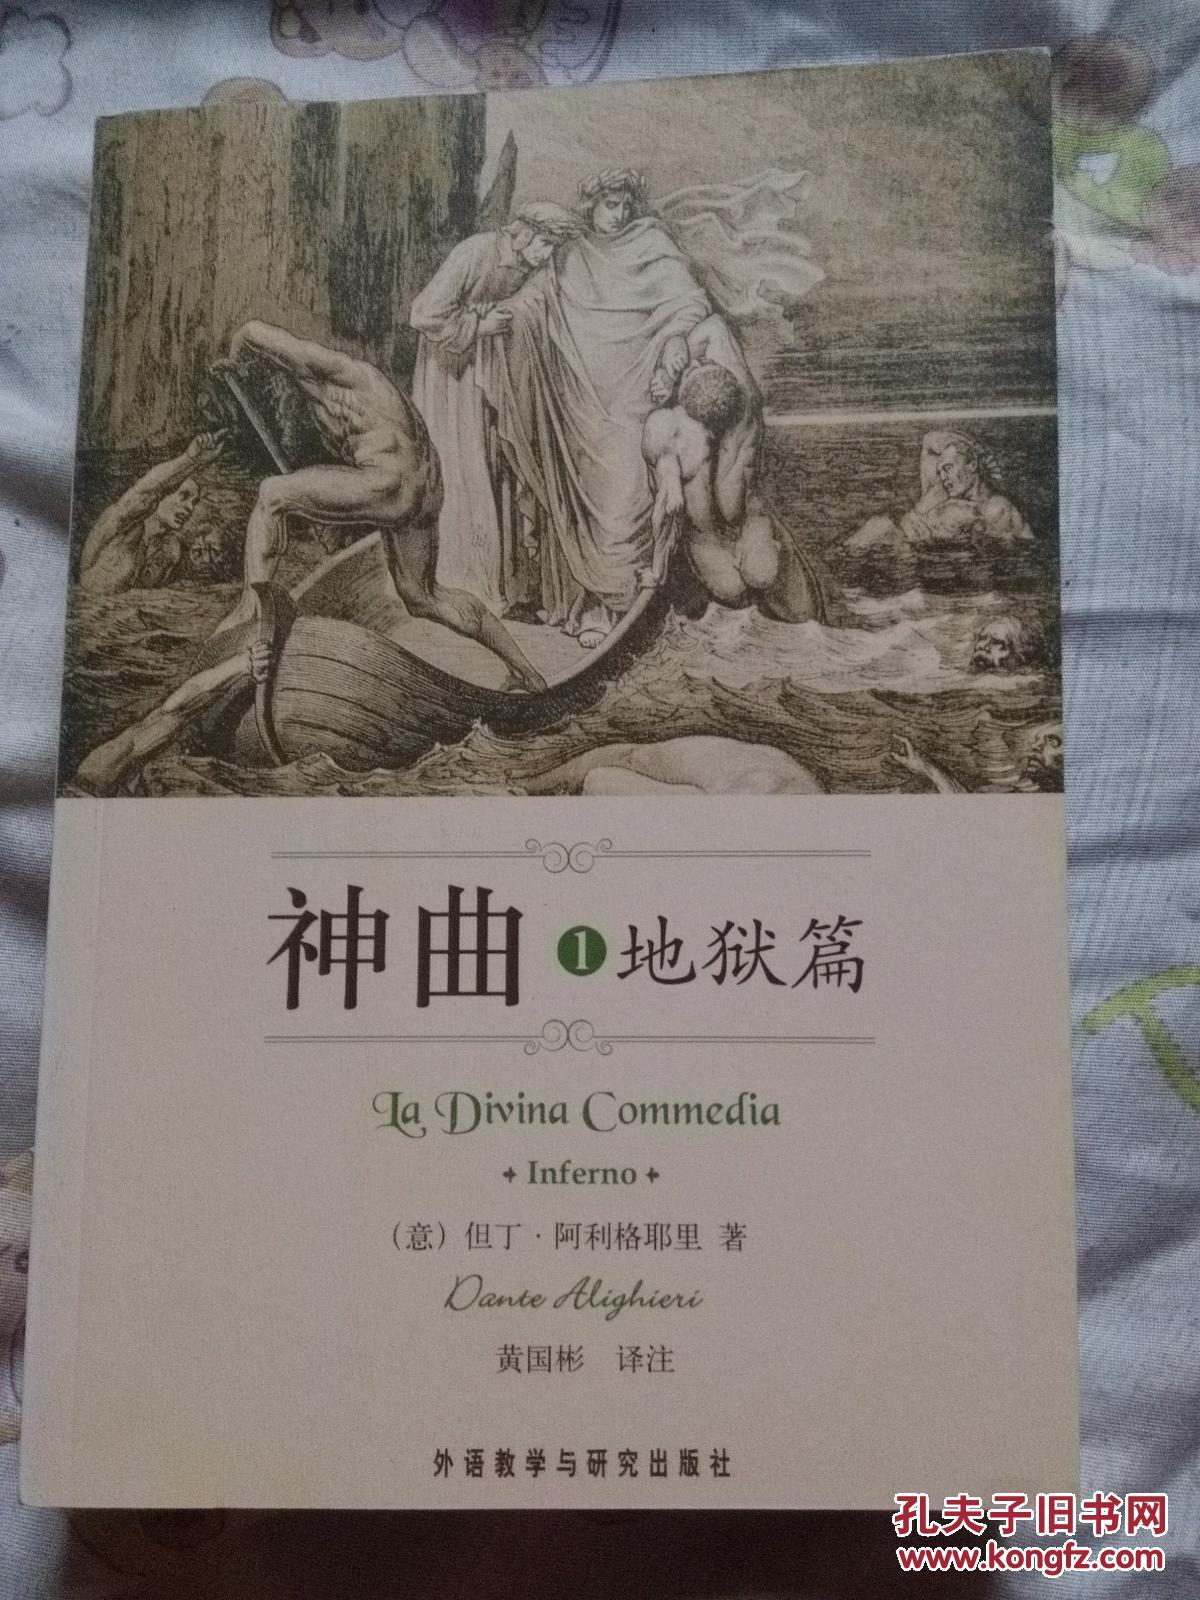 神曲 1 地狱篇
La Divina Commedia
Inferno
（意）但丁·阿利格耶里 著
Dante Alighieri
黄国彬 译注
外语教学与研究出版社
孔夫子旧书网
www.kongfz.com